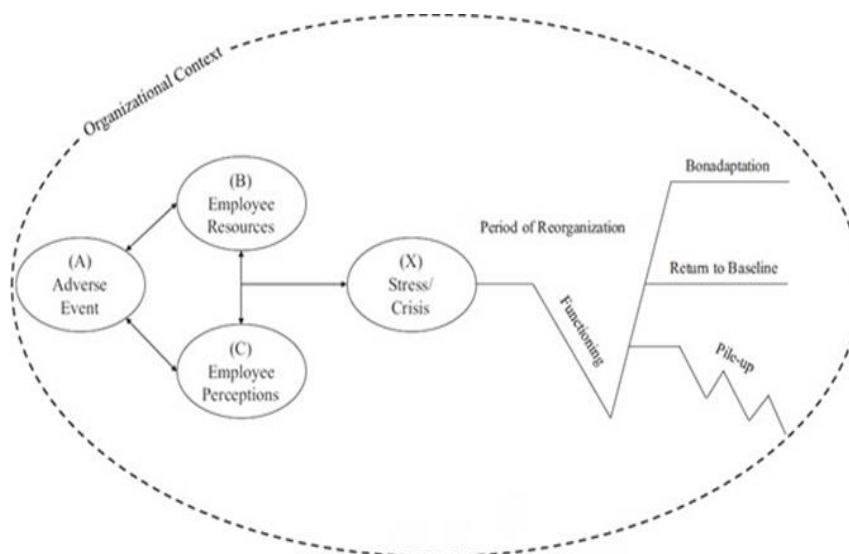 Organizational Context
(A)
Adverse
Event
(B)
Employee
Resources
(C)
Employee
Perceptions
(X)
Stress/
Crisis
Period of Reorganization
Functioning
Bonadaptation
Return to Baseline
Pile-up